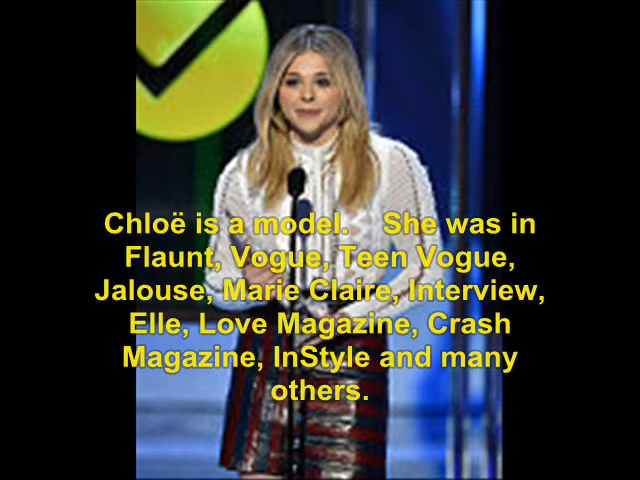 Chloë is a model.    She was in
Flaunt, Vogue, Teen Vogue,
Jalouse, Marie Claire, Interview,
Elle, Love Magazine, Crash
Magazine, InStyle and many
others.